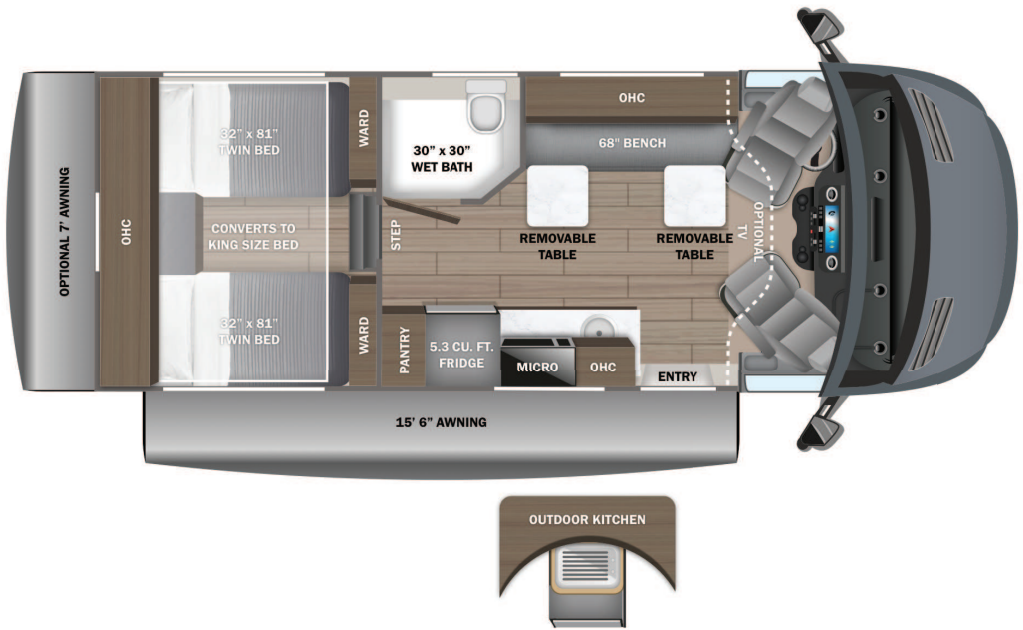 OPTIONAL 7’ AWNING
OHC
32” x 81”
TWIN BED
CONVERTS TO
KING SIZE BED
32” x 81”
TWIN BED
WARD
WARD
STEP
30” x 30”
WET BATH
OHC
68" BENCH
REMOVABLE
TABLE
REMOVABLE
TABLE
OPTIONAL
TV
PANTRY
5.3 CU. FT.
FRIDGE
MICRO
OHC
ENTRY
15’ 6” AWNING
OUTDOOR KITCHEN